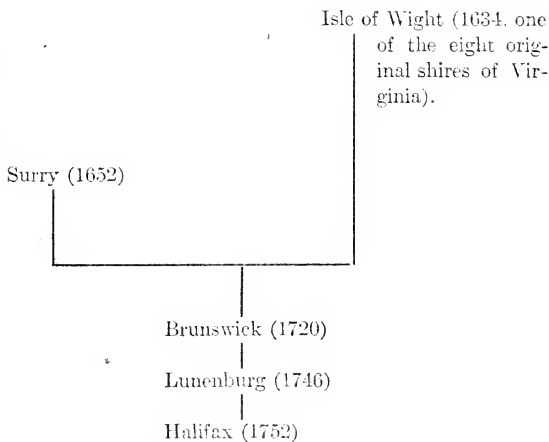 Isle of Wight (1634. one
of the eight orig-
inal shires of Vir-
ginia).
Surry (1652)
Brunswick (1720)
Lunenburg (1746)
Halifax (1752)